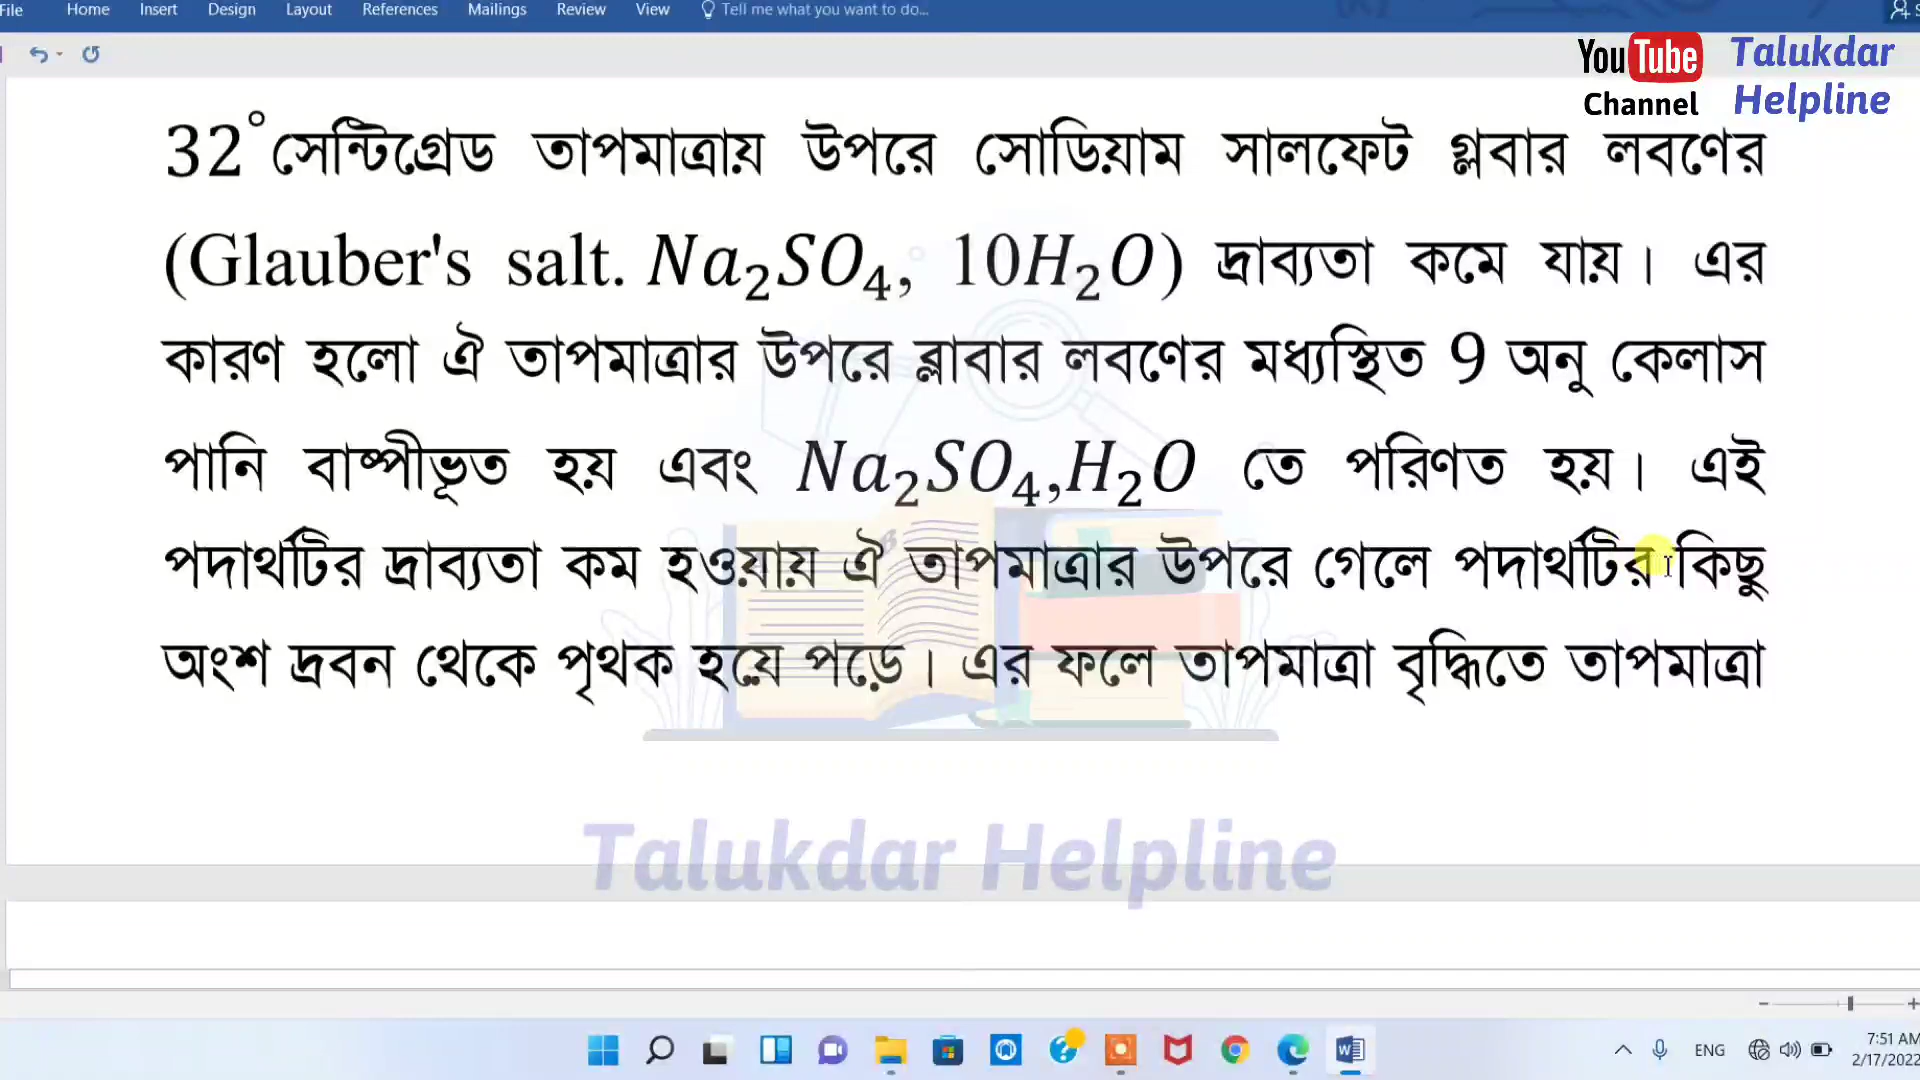 File Home Insert Design Layout References Mailings Review View Tell me what you want to do...
YouTube Channel
Talukdar Helpline
32°সেন্টিগ্রেড তাপমাত্রায় উপরে সোডিয়াম সালফেট গ্লবার লবণের
(Glauber's salt. Na₂SO₄, 10H₂O) দ্রাব্যতা কমে যায়। এর
কারণ হলো ঐ তাপমাত্রার উপরে ব্লাবার লবণের মধ্যস্থিত 9 অনু কেলাস
পানি বাষ্পীভূত হয় এবং Na₂SO₄,H₂O তে পরিণত হয়। এই
পদার্থটির দ্রাব্যতা কম হওযায় ঐ তাপমাত্রার উপরে গেলে পদার্থটির কিছু
অংশ দ্রবন থেকে পৃথক হয়ে পড়ে। এর ফলে তাপমাত্রা বৃদ্ধিতে তাপমাত্রা
Talukdar Helpline
ENG
7:51 AM
2/17/2022